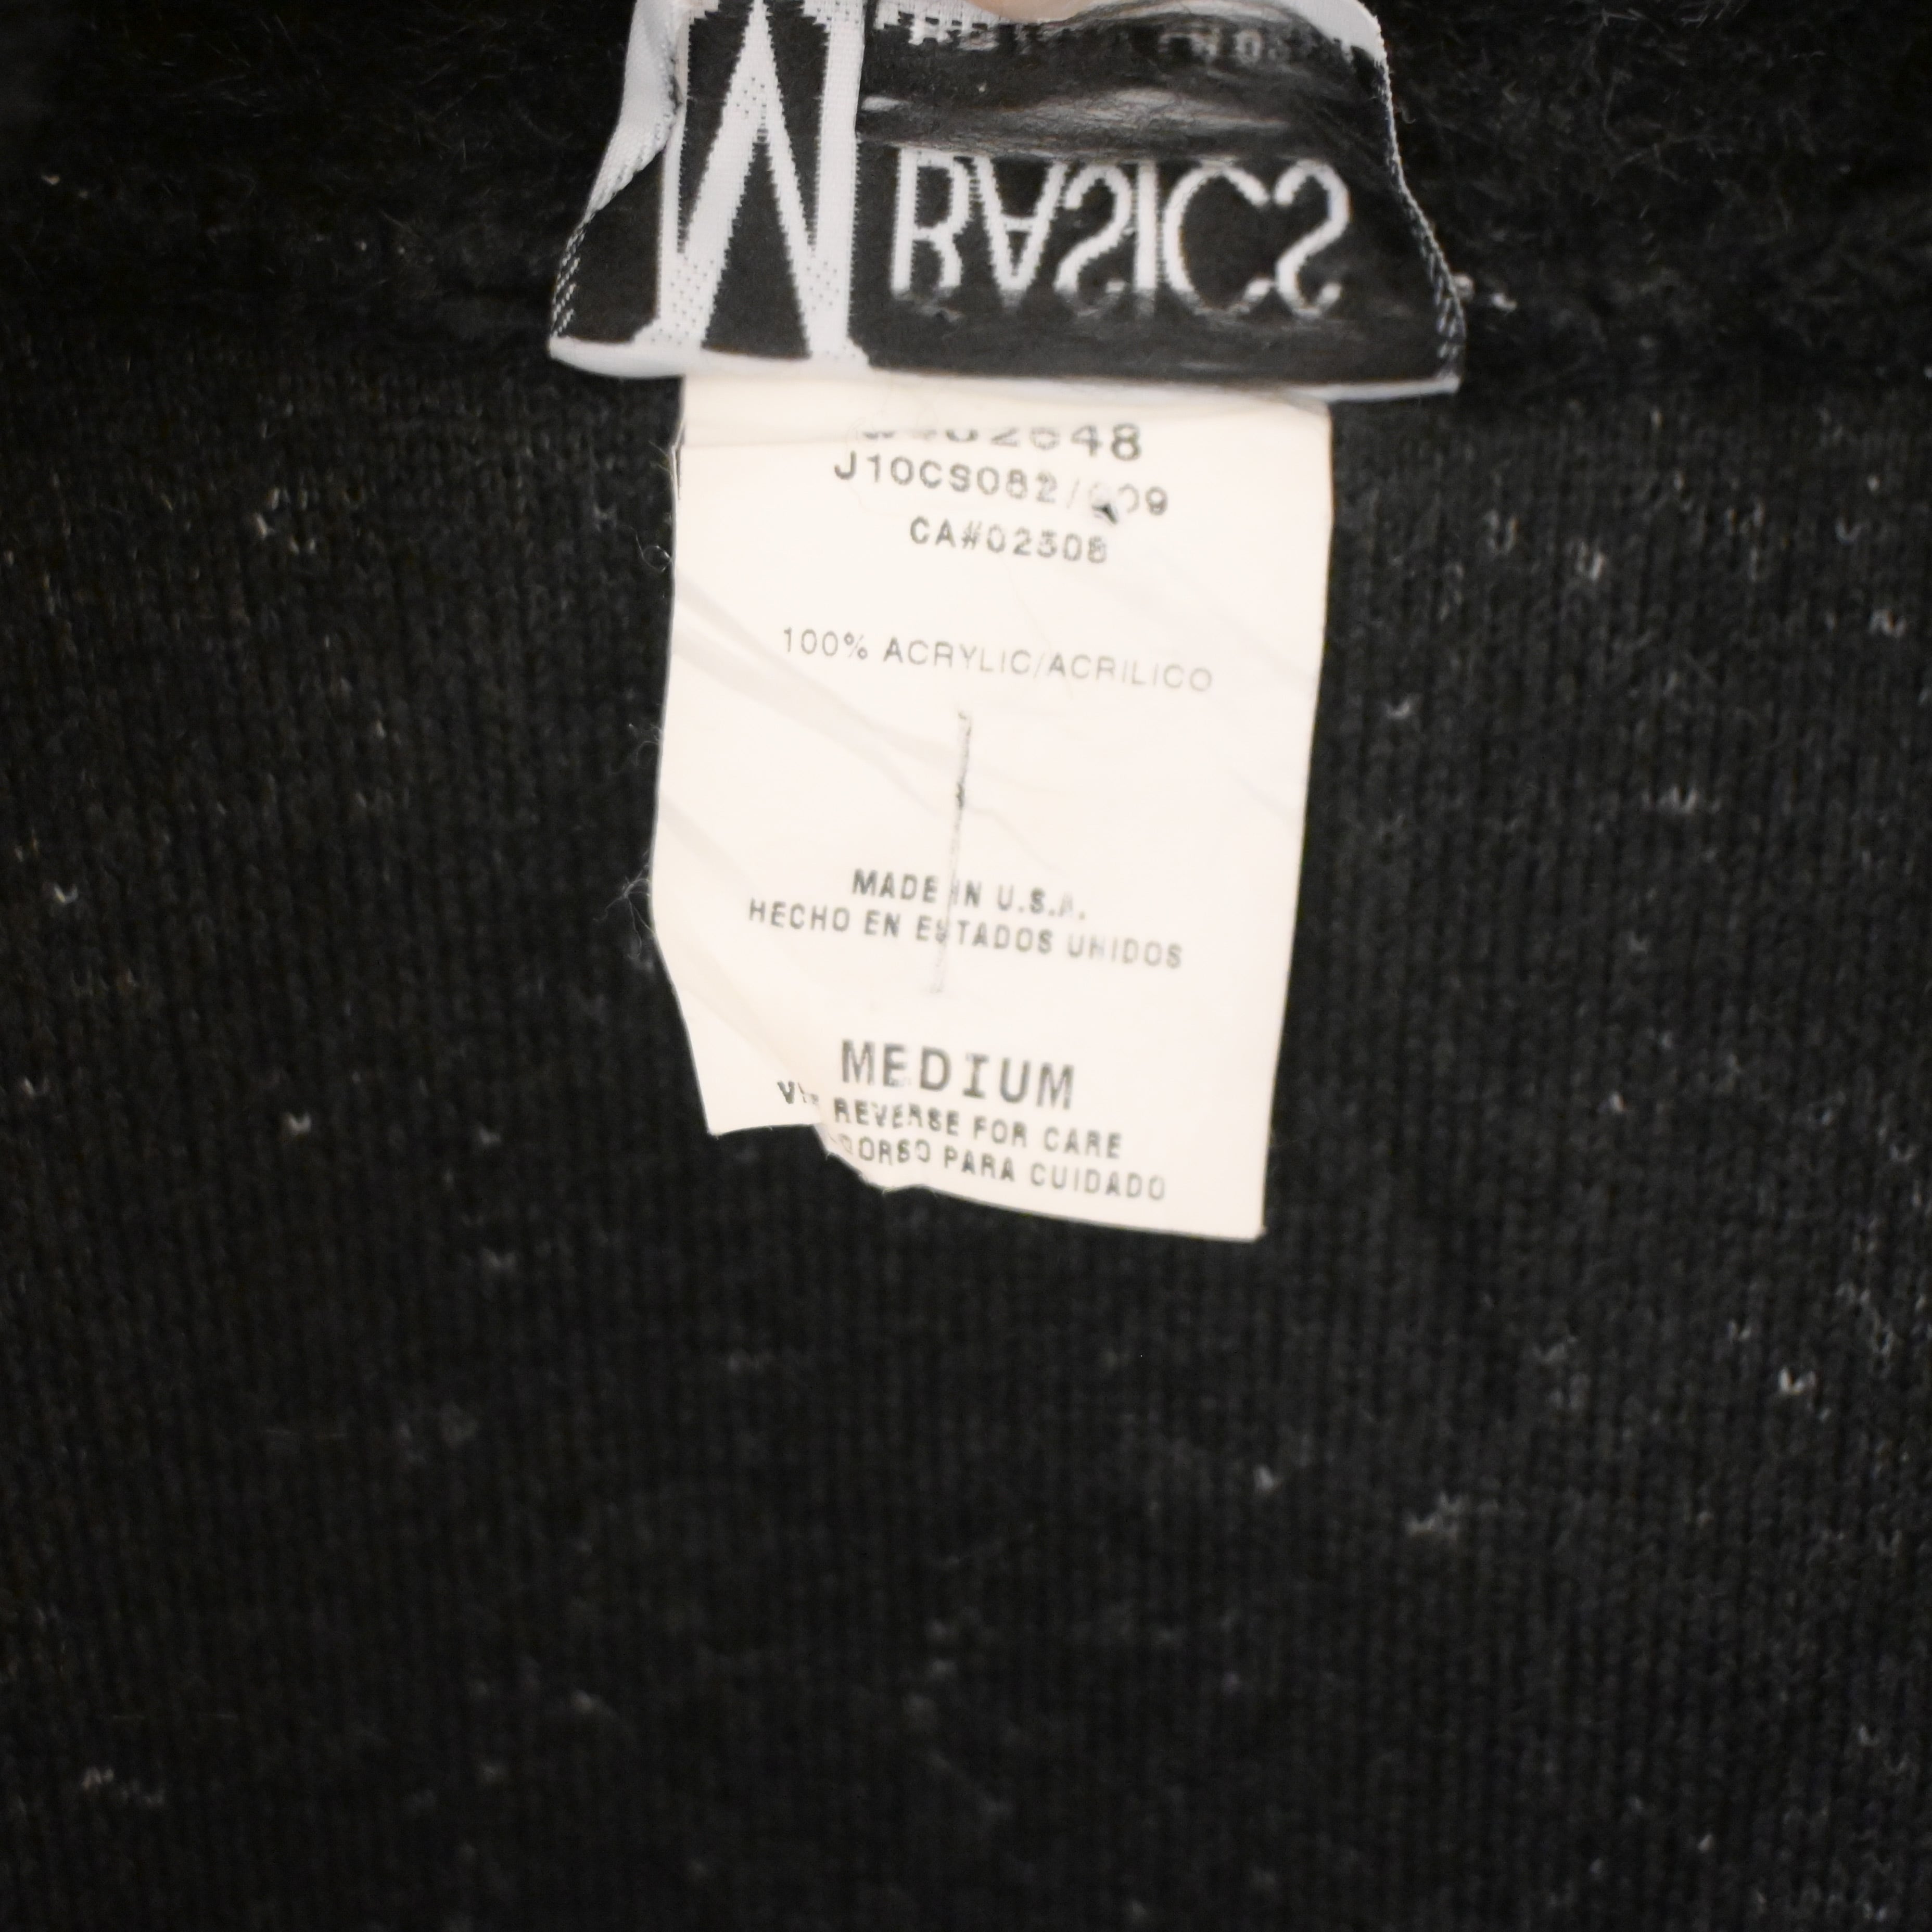 M
BASICS
J10CS082/
CA#02308
100% ACRYLIC/ACRILICO
MADE IN U.S.A.
HECHO EN ESTADOS UNIDOS
MEDIUM
REVERSE FOR CARE
DORSO PARA CUIDADO